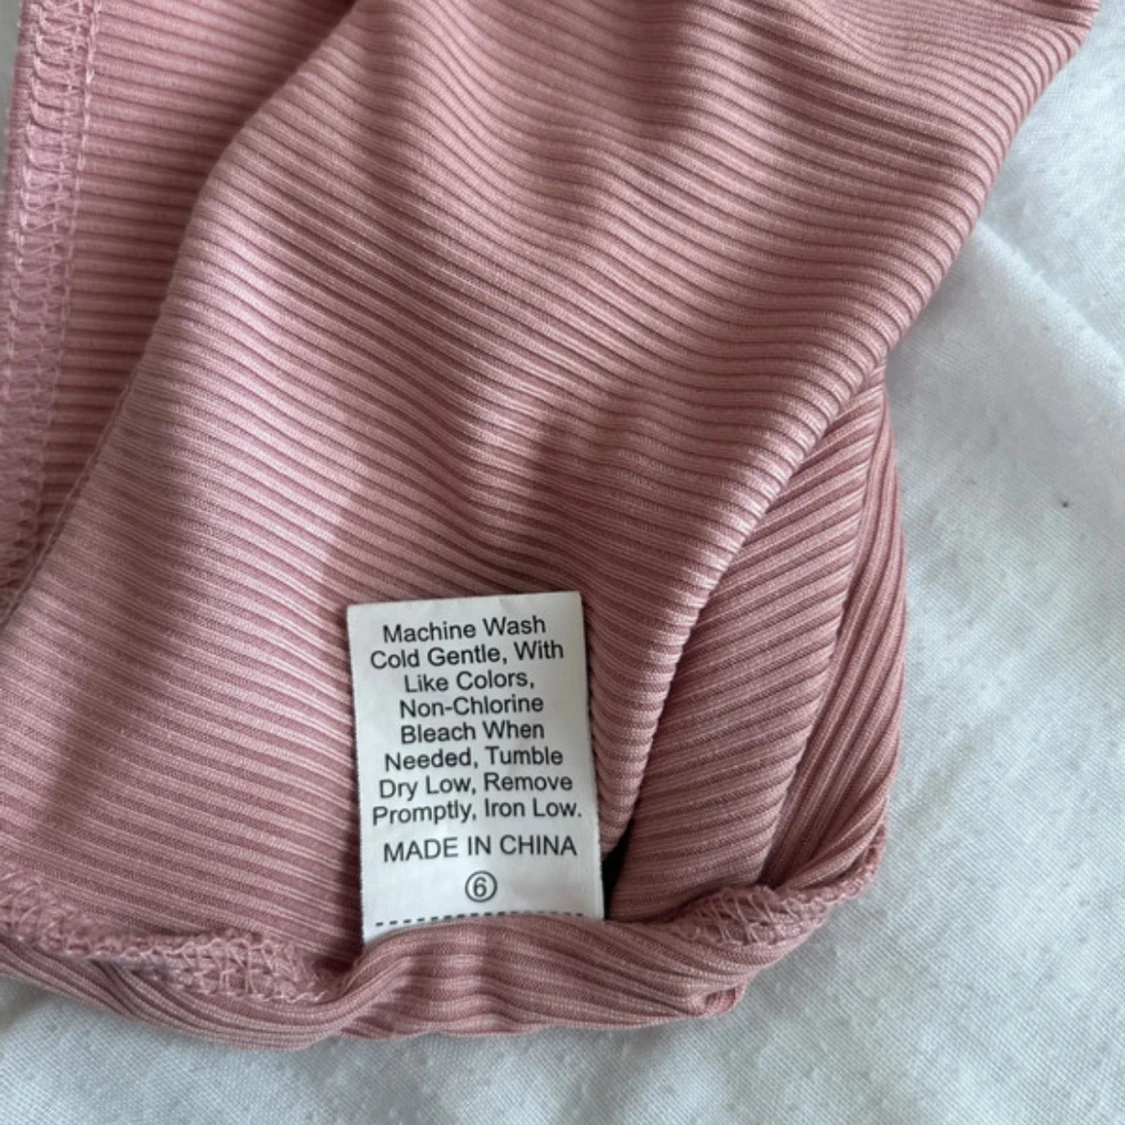 Machine Wash
Cold Gentle, With
Like Colors,
Non-Chlorine
Bleach When
Needed, Tumble
Dry Low, Remove
Promptly, Iron Low.
MADE IN CHINA
⑥